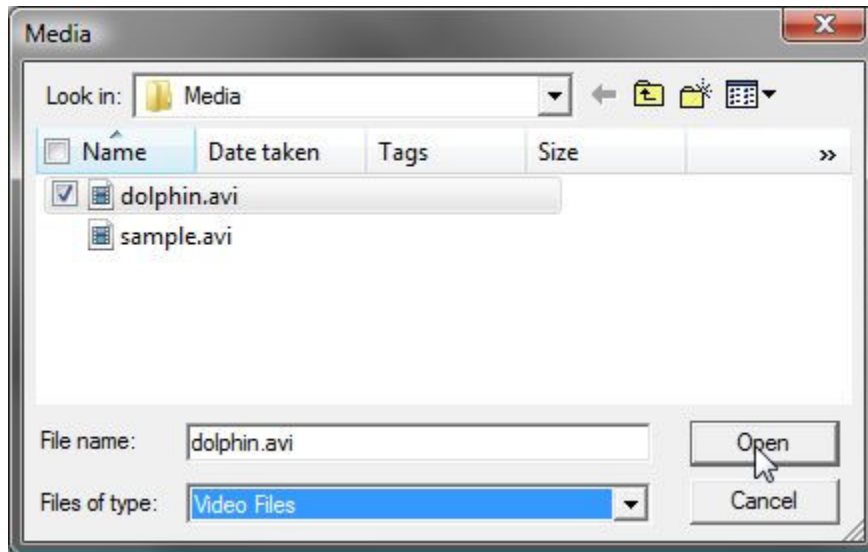 Media
Look in: Media
Name Date taken Tags Size »
dolphin.avi
sample.avi
File name: dolphin.avi Open
Files of type: Video Files Cancel